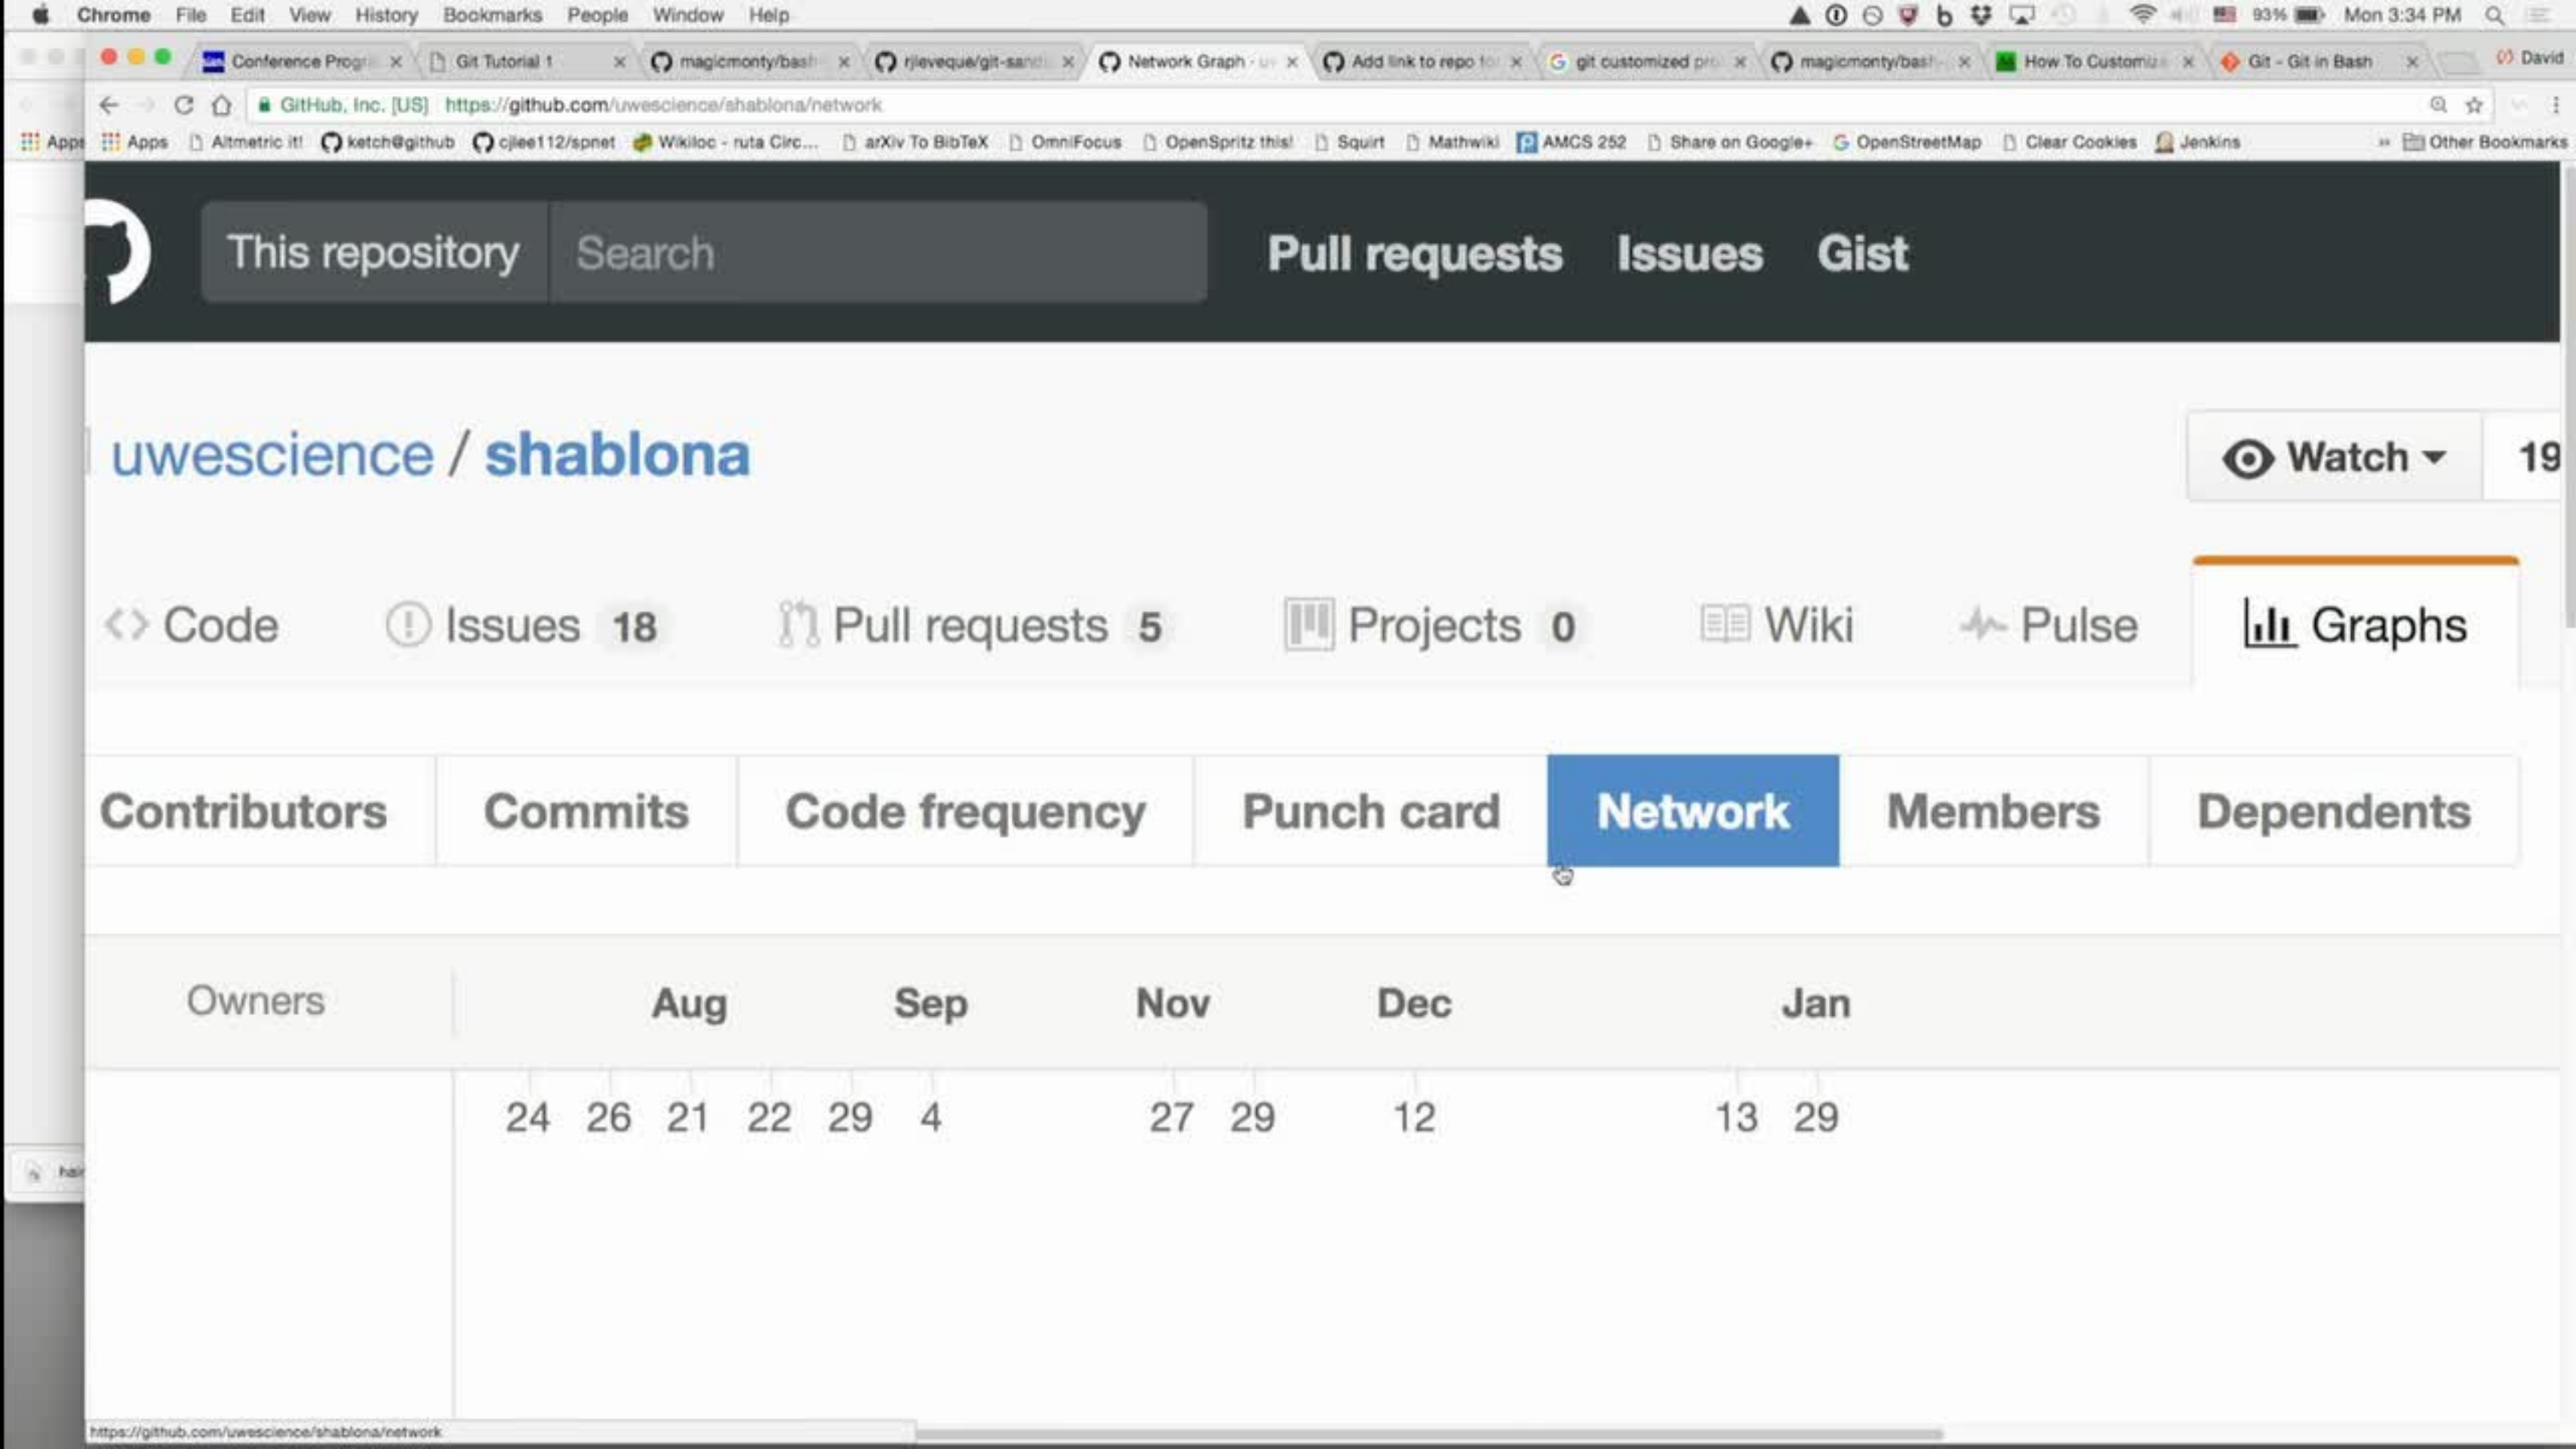 Chrome File Edit View History Bookmarks People Window Help 93% Mon 3:34 PM
Conference Progr Git Tutorial 1 magicmonty/bash rjleveque/git-sand Network Graph - Add link to repo for git customized pro magicmonty/bash- How To Customiz Git - Git in Bash David
GitHub, Inc. [US] https://github.com/uwescience/shablona/network
Apps Apps Altmetric it! ketch@github cjlee112/spnet Wikiloc - ruta Circ... arXiv To BibTeX OmniFocus OpenSpritz this! Squirt Mathwiki AMCS 252 Share on Google+ OpenStreetMap Clear Cookies Jenkins » Other Bookmarks
This repository Search Pull requests Issues Gist
uwescience / shablona Watch 19
Code Issues 18 Pull requests 5 Projects 0 Wiki Pulse Graphs
Contributors Commits Code frequency Punch card Network Members Dependents
Owners Aug Sep Nov Dec Jan
24 26 21 22 29 4 27 29 12 13 29
https://github.com/uwescience/shablona/network